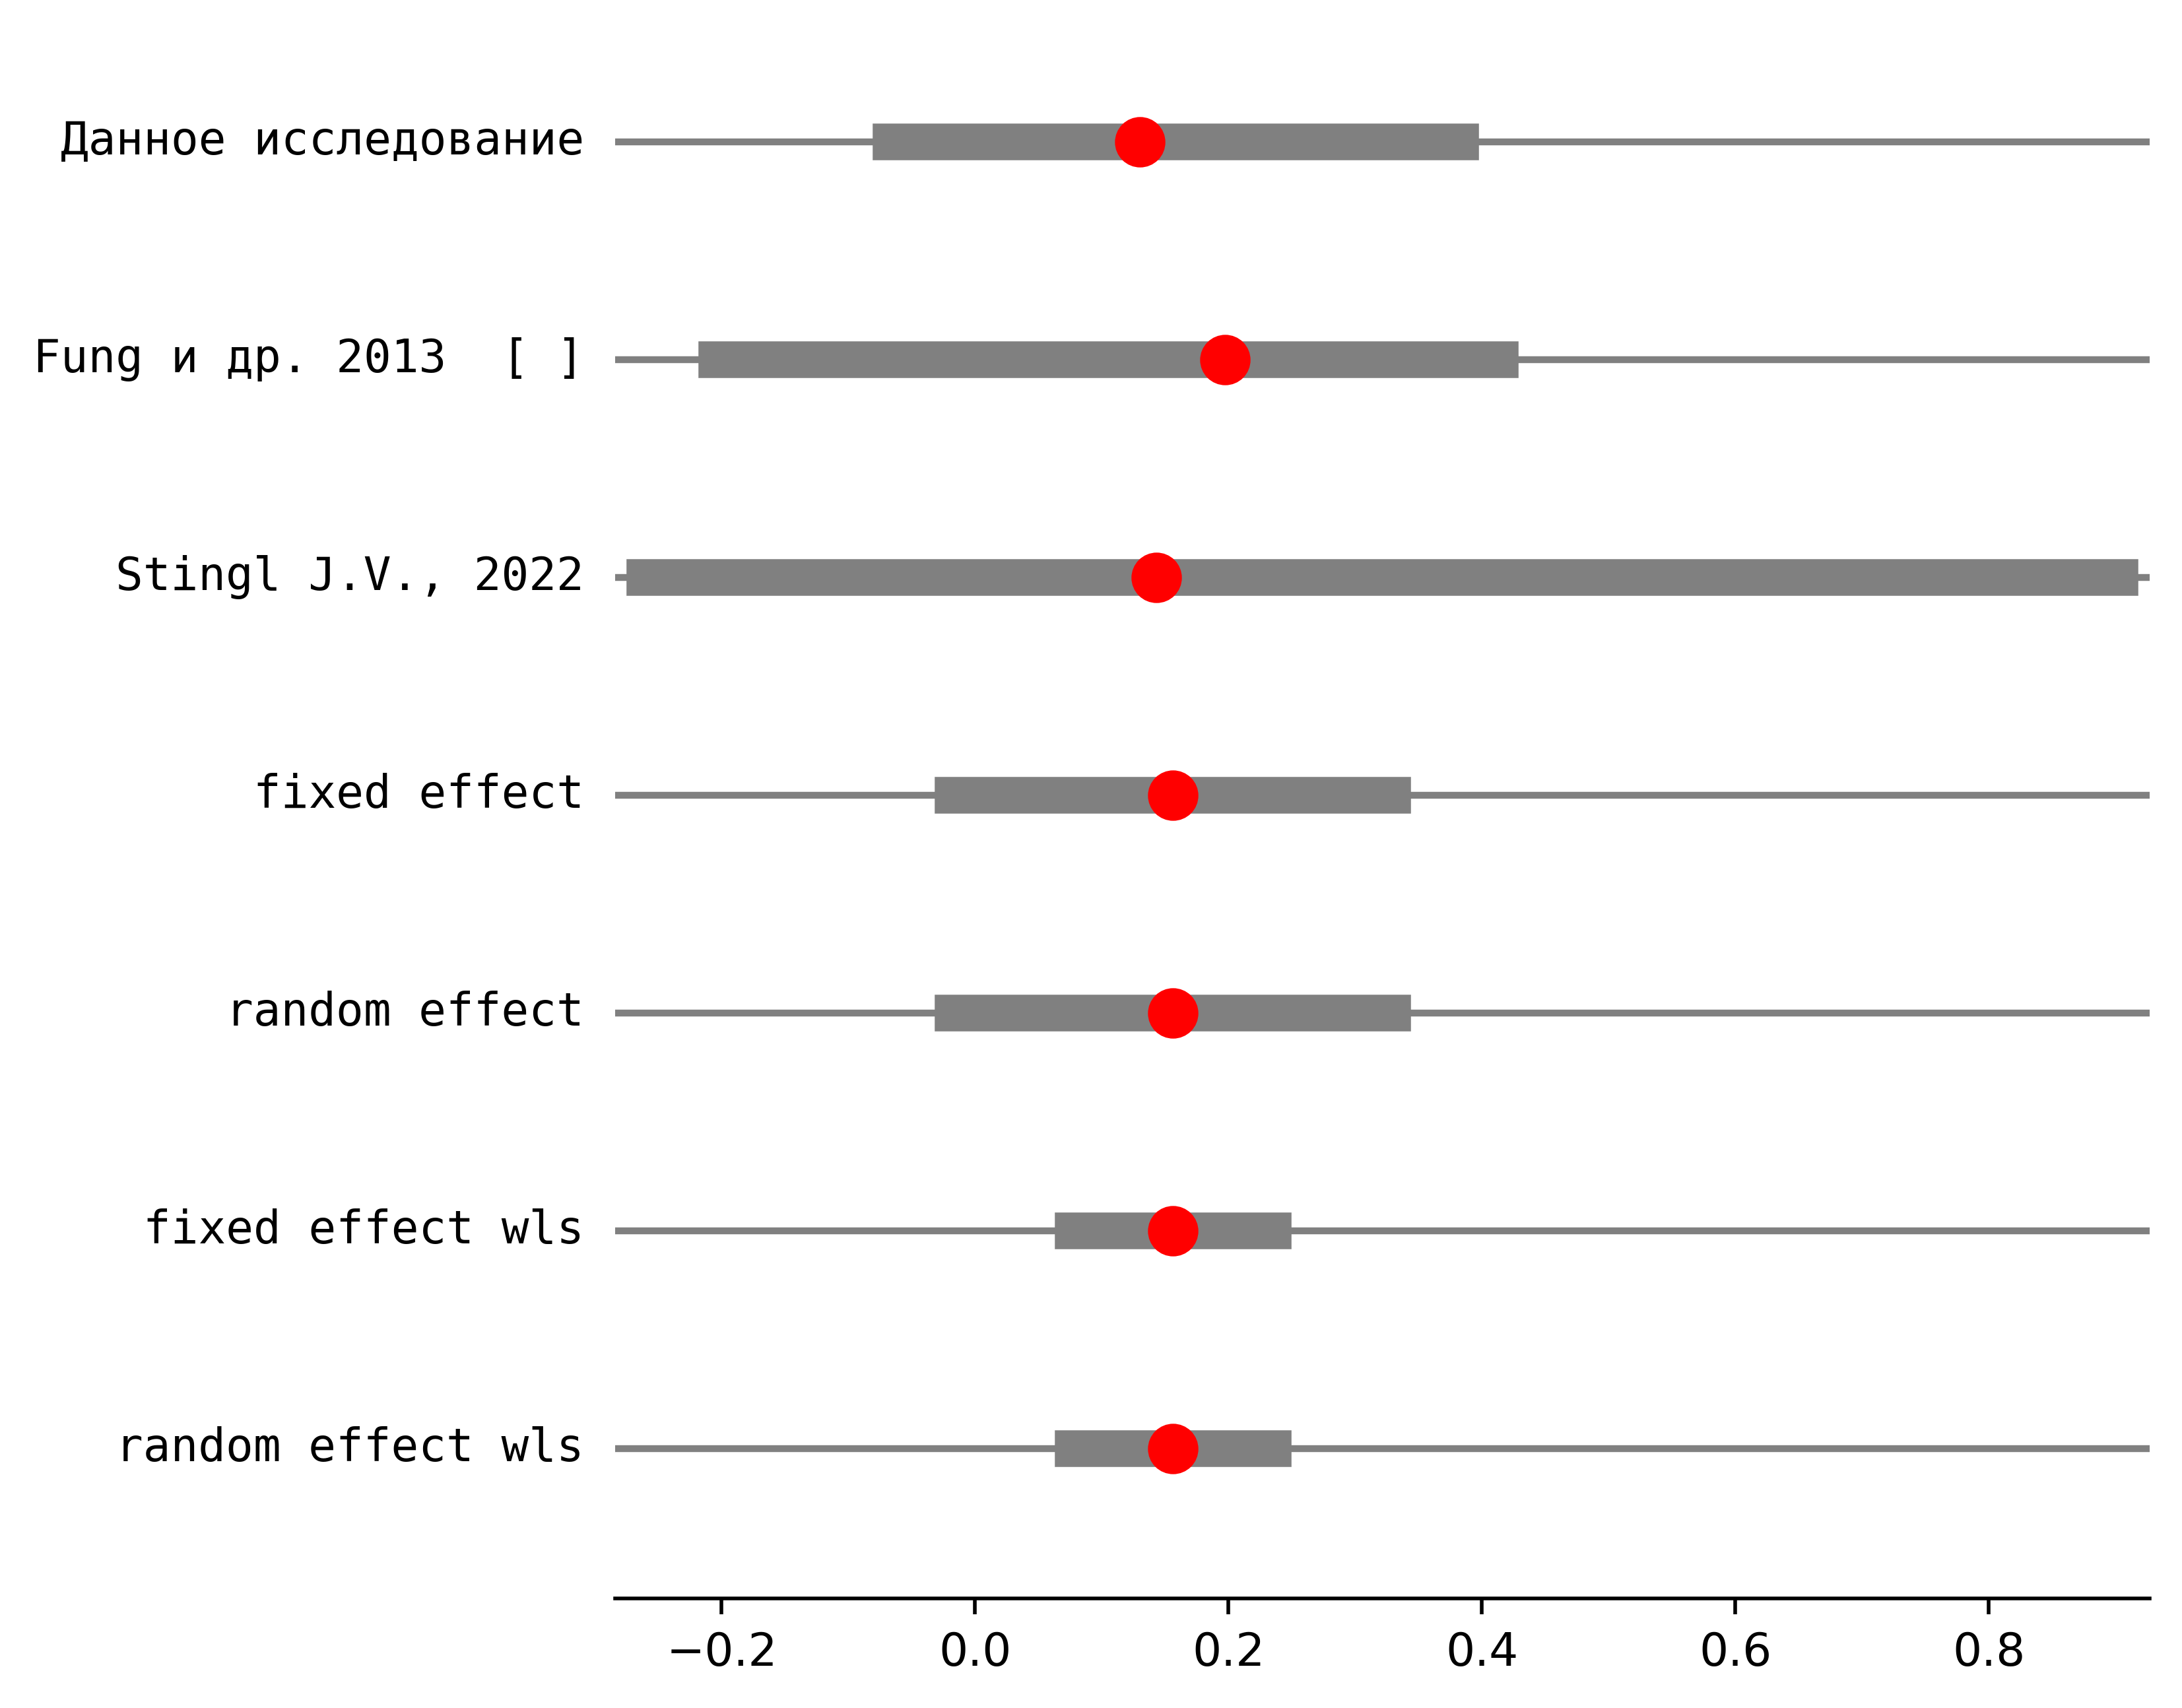 Данное исследование
Fung и др. 2013  [ ]
Stingl J.V., 2022
fixed effect
random effect
fixed effect wls
random effect wls
−0.2 0.0 0.2 0.4 0.6 0.8